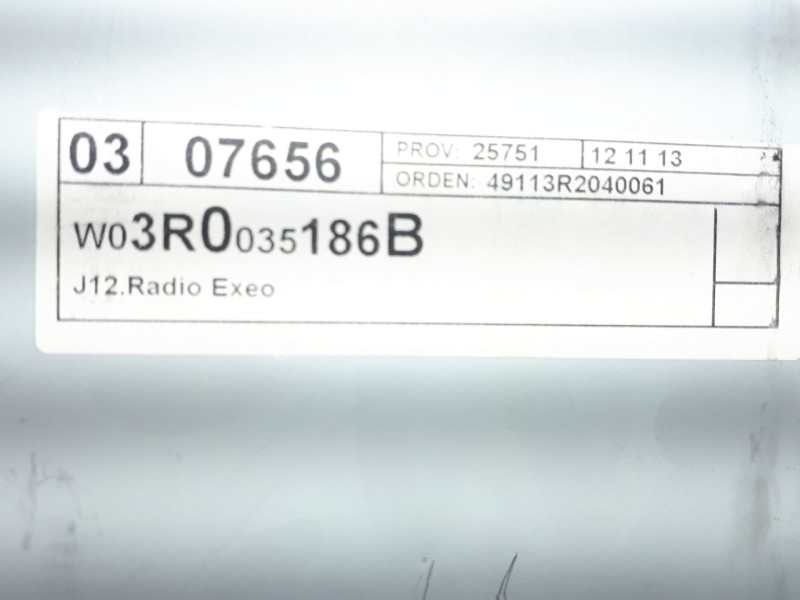 03 07656 PROV: 25751 12 11 13
ORDEN: 49113R2040061
W03R0035186B
J12.Radio Exeo